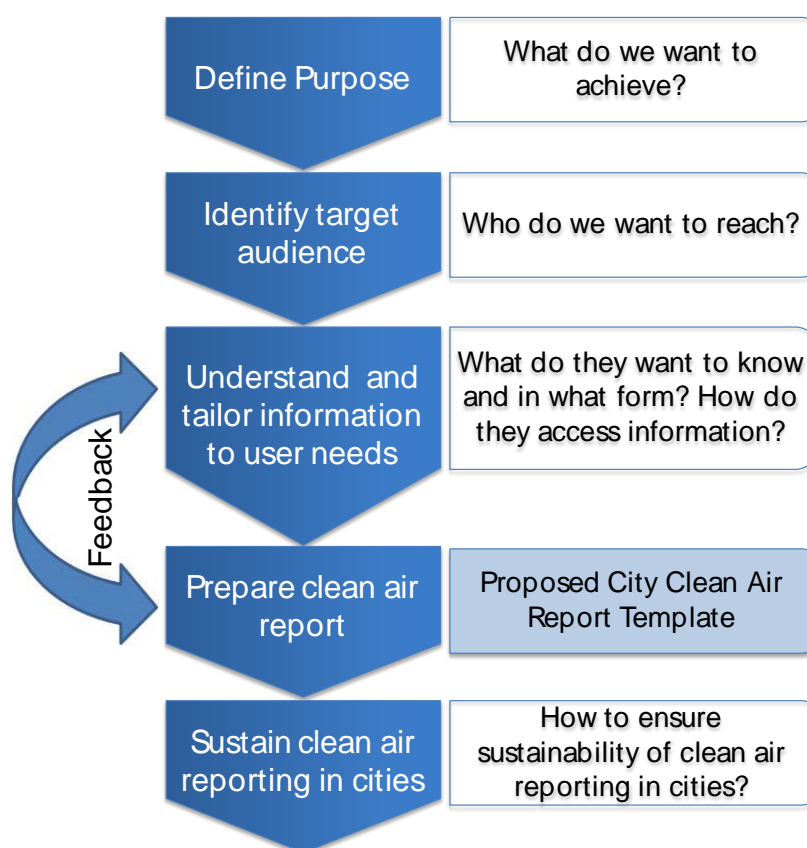 Define Purpose
What do we want to
achieve?
Identify target
audience
Who do we want to reach?
Understand and
tailor information
to user needs
What do they want to know
and in what form? How do
they access information?
Feedback
Prepare clean air
report
Proposed City Clean Air
Report Template
Sustain clean air
reporting in cities
How to ensure
sustainability of clean air
reporting in cities?